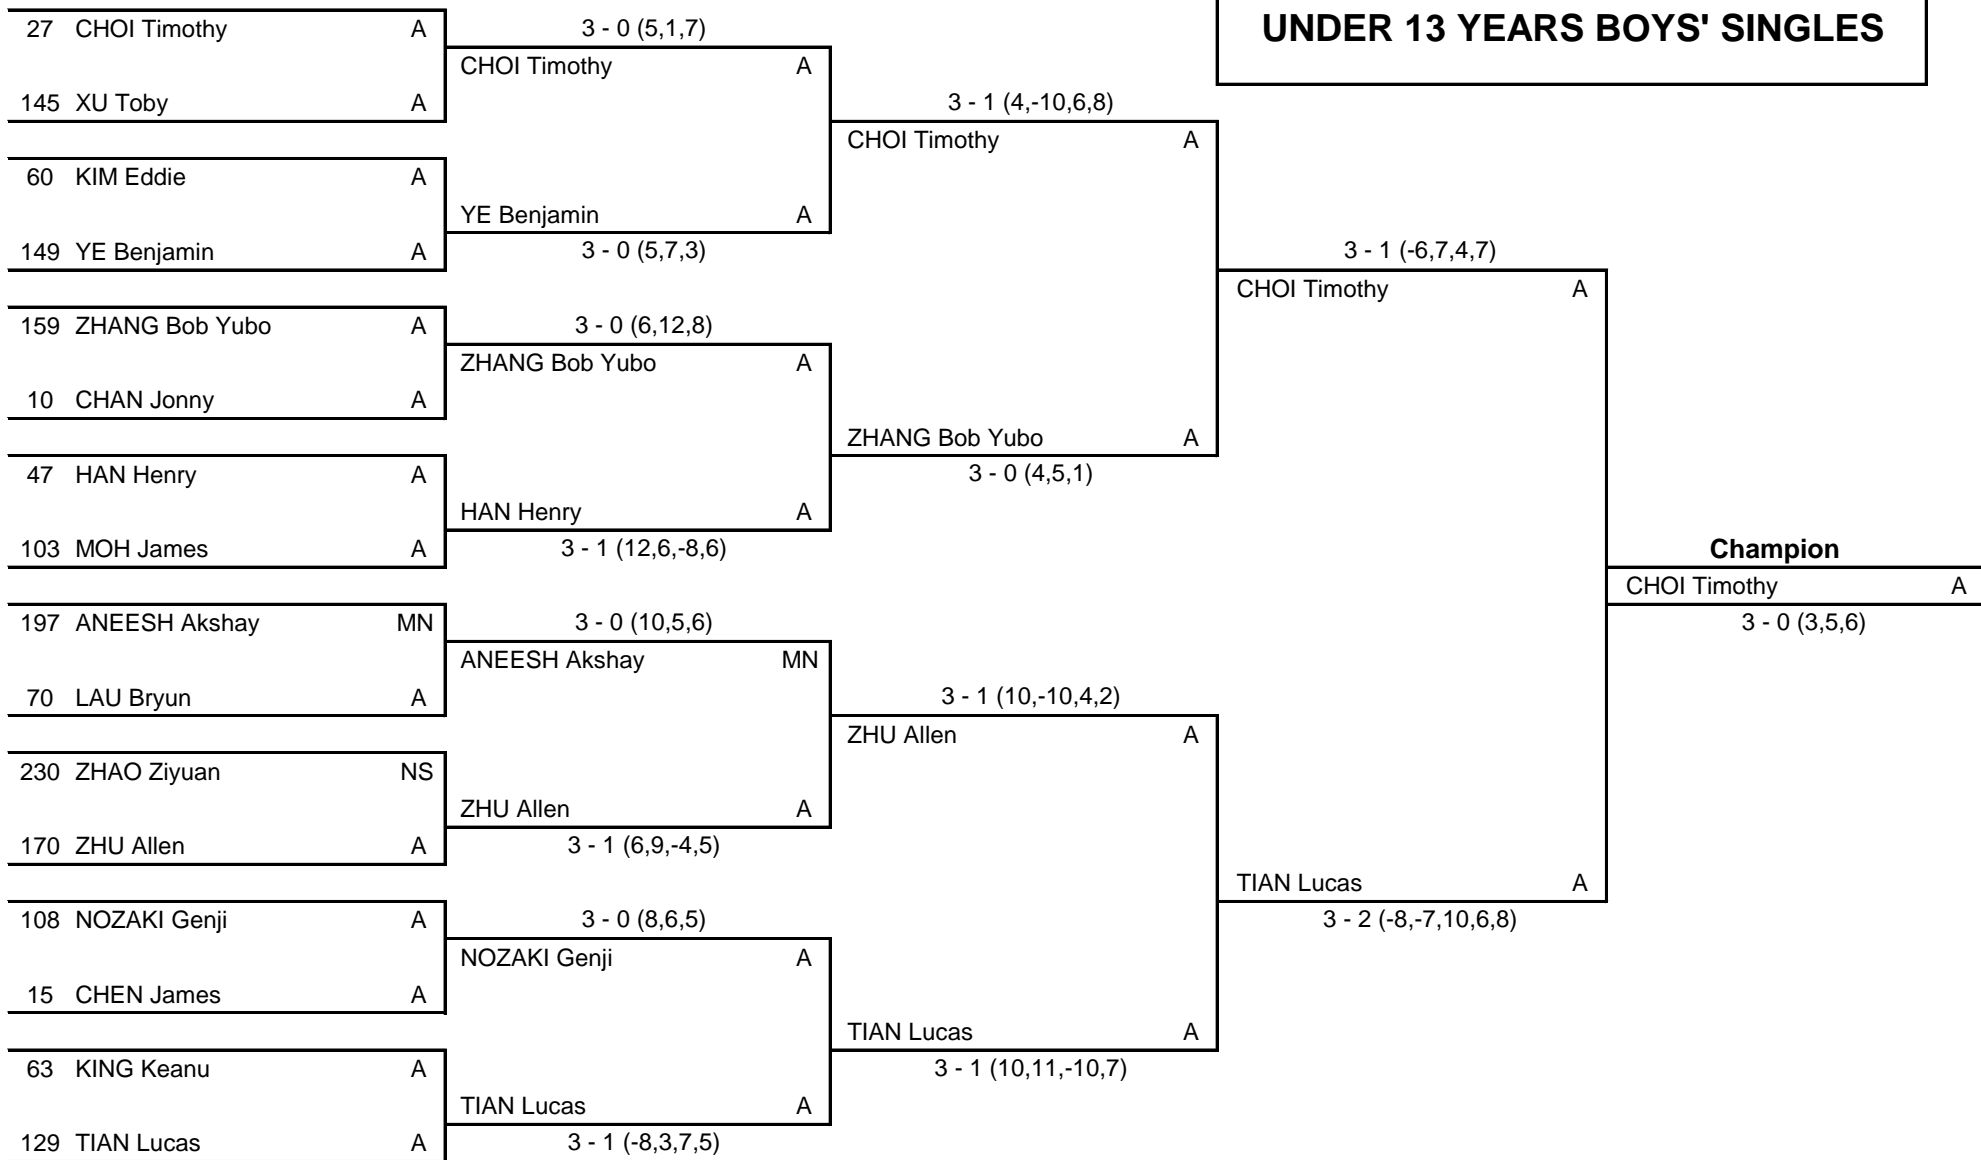 UNDER 13 YEARS BOYS' SINGLES
27 CHOI Timothy A
3 - 0 (5,1,7)
CHOI Timothy A
145 XU Toby A
3 - 1 (4,-10,6,8)
CHOI Timothy A
60 KIM Eddie A
YE Benjamin A
149 YE Benjamin A
3 - 0 (5,7,3)
3 - 1 (-6,7,4,7)
CHOI Timothy A
159 ZHANG Bob Yubo A
3 - 0 (6,12,8)
ZHANG Bob Yubo A
10 CHAN Jonny A
ZHANG Bob Yubo A
3 - 0 (4,5,1)
47 HAN Henry A
HAN Henry A
103 MOH James A
3 - 1 (12,6,-8,6)
Champion
CHOI Timothy A
3 - 0 (3,5,6)
197 ANEESH Akshay MN
3 - 0 (10,5,6)
ANEESH Akshay MN
70 LAU Bryun A
3 - 1 (10,-10,4,2)
ZHU Allen A
230 ZHAO Ziyuan NS
ZHU Allen A
170 ZHU Allen A
3 - 1 (6,9,-4,5)
TIAN Lucas A
3 - 2 (-8,-7,10,6,8)
108 NOZAKI Genji A
3 - 0 (8,6,5)
NOZAKI Genji A
15 CHEN James A
TIAN Lucas A
3 - 1 (10,11,-10,7)
63 KING Keanu A
TIAN Lucas A
129 TIAN Lucas A
3 - 1 (-8,3,7,5)